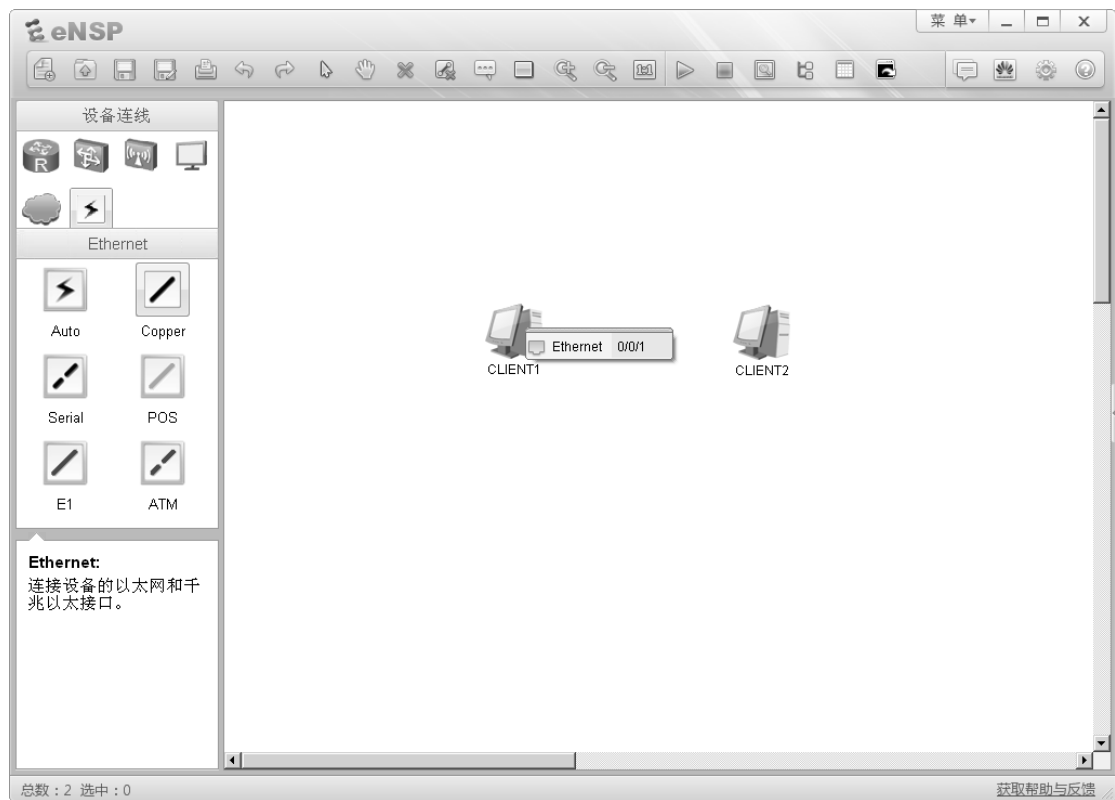 eNSP
菜 单
设备连线
R
Ethernet
Auto
Copper
Serial
POS
E1
ATM
Ethernet:
连接设备的以太网和千
兆以太接口。
Ethernet 0/0/1
CLIENT1
CLIENT2
总数：2 选中：0
获取帮助与反馈